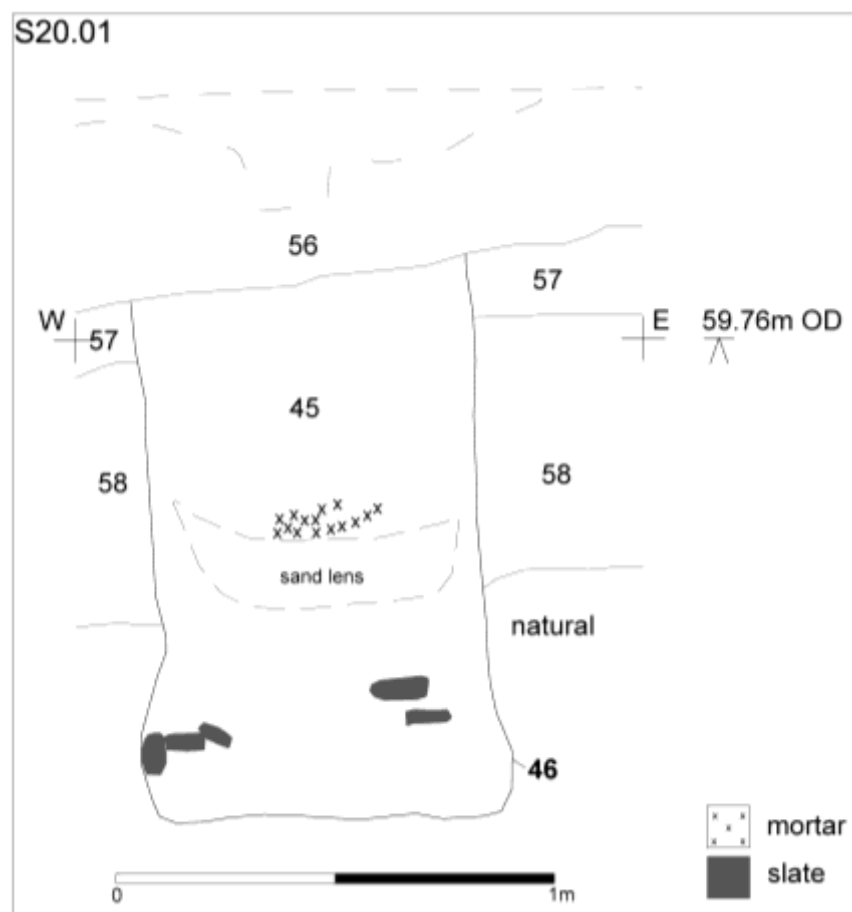 S20.01
56
57
W
57
E
59.76m OD
45
58
58
sand lens
natural
46
mortar
slate
0
1m